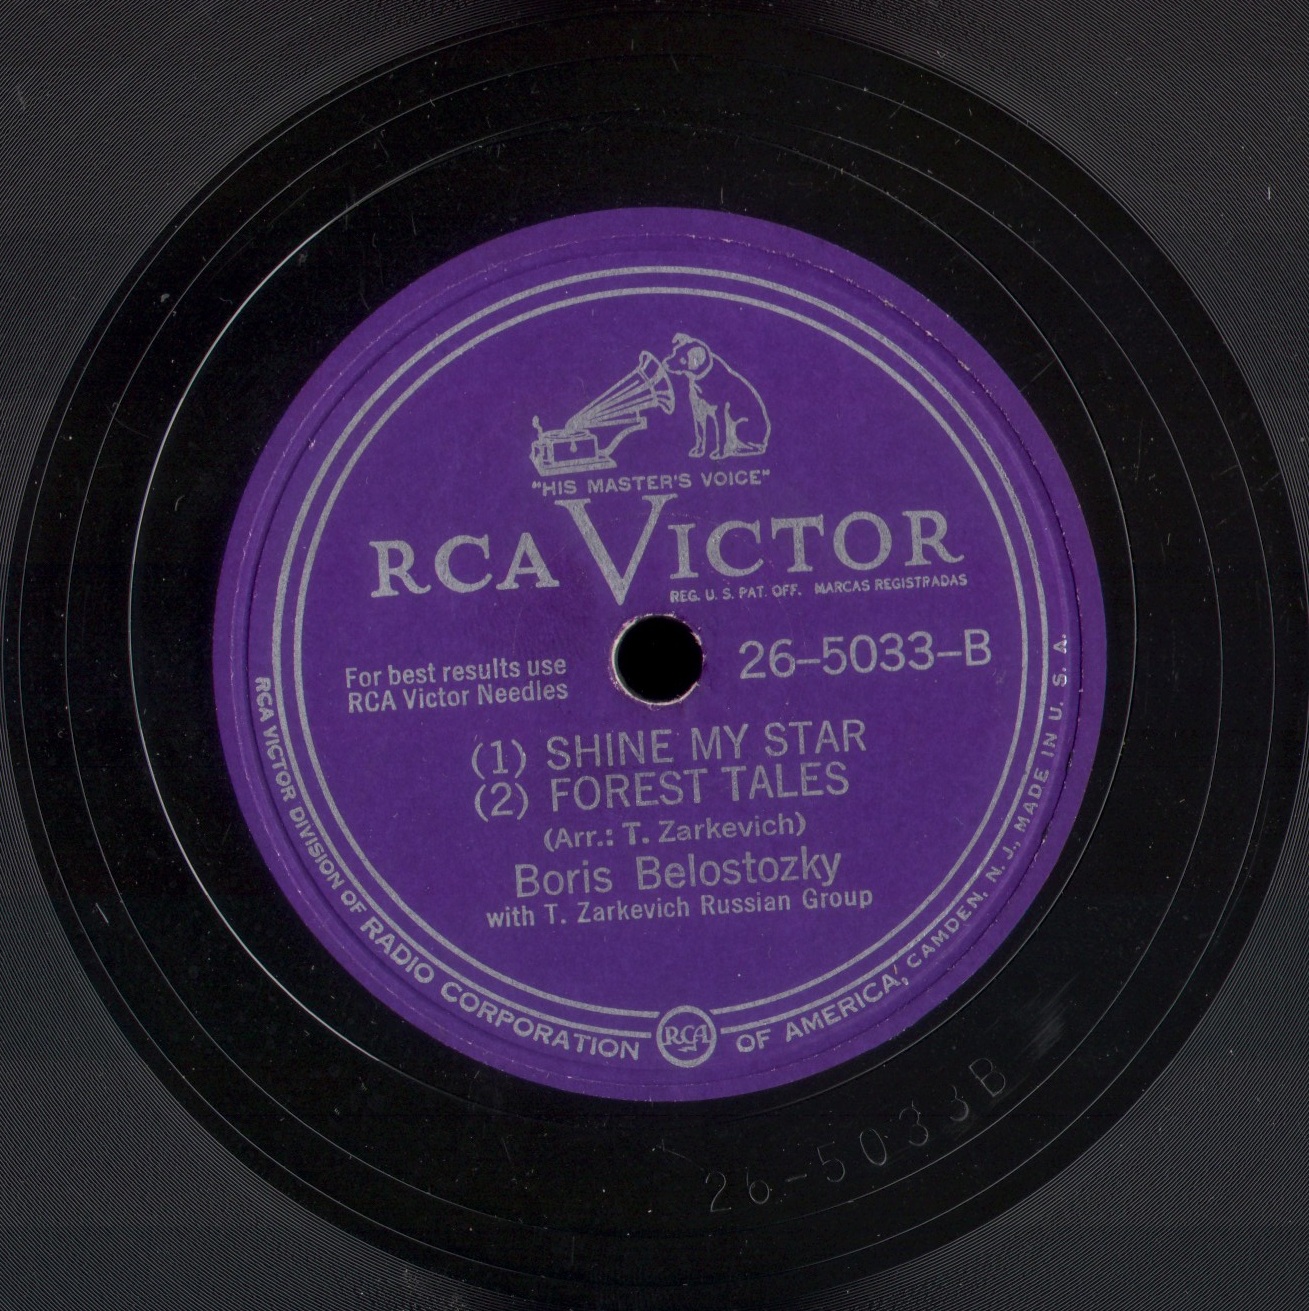 "HIS MASTER'S VOICE"
RCA VICTOR
REG. U. S. PAT. OFF. MARCAS REGISTRADAS
For best results use
RCA Victor Needles
26–5033–B
(1) SHINE MY STAR
(2) FOREST TALES
(Arr.: T. Zarkevich)
Boris Belostozky
with T. Zarkevich Russian Group
RCA VICTOR DIVISION OF RADIO CORPORATION OF AMERICA, CAMDEN, N. J., MADE IN U. S. A.
RCA
26-5033B